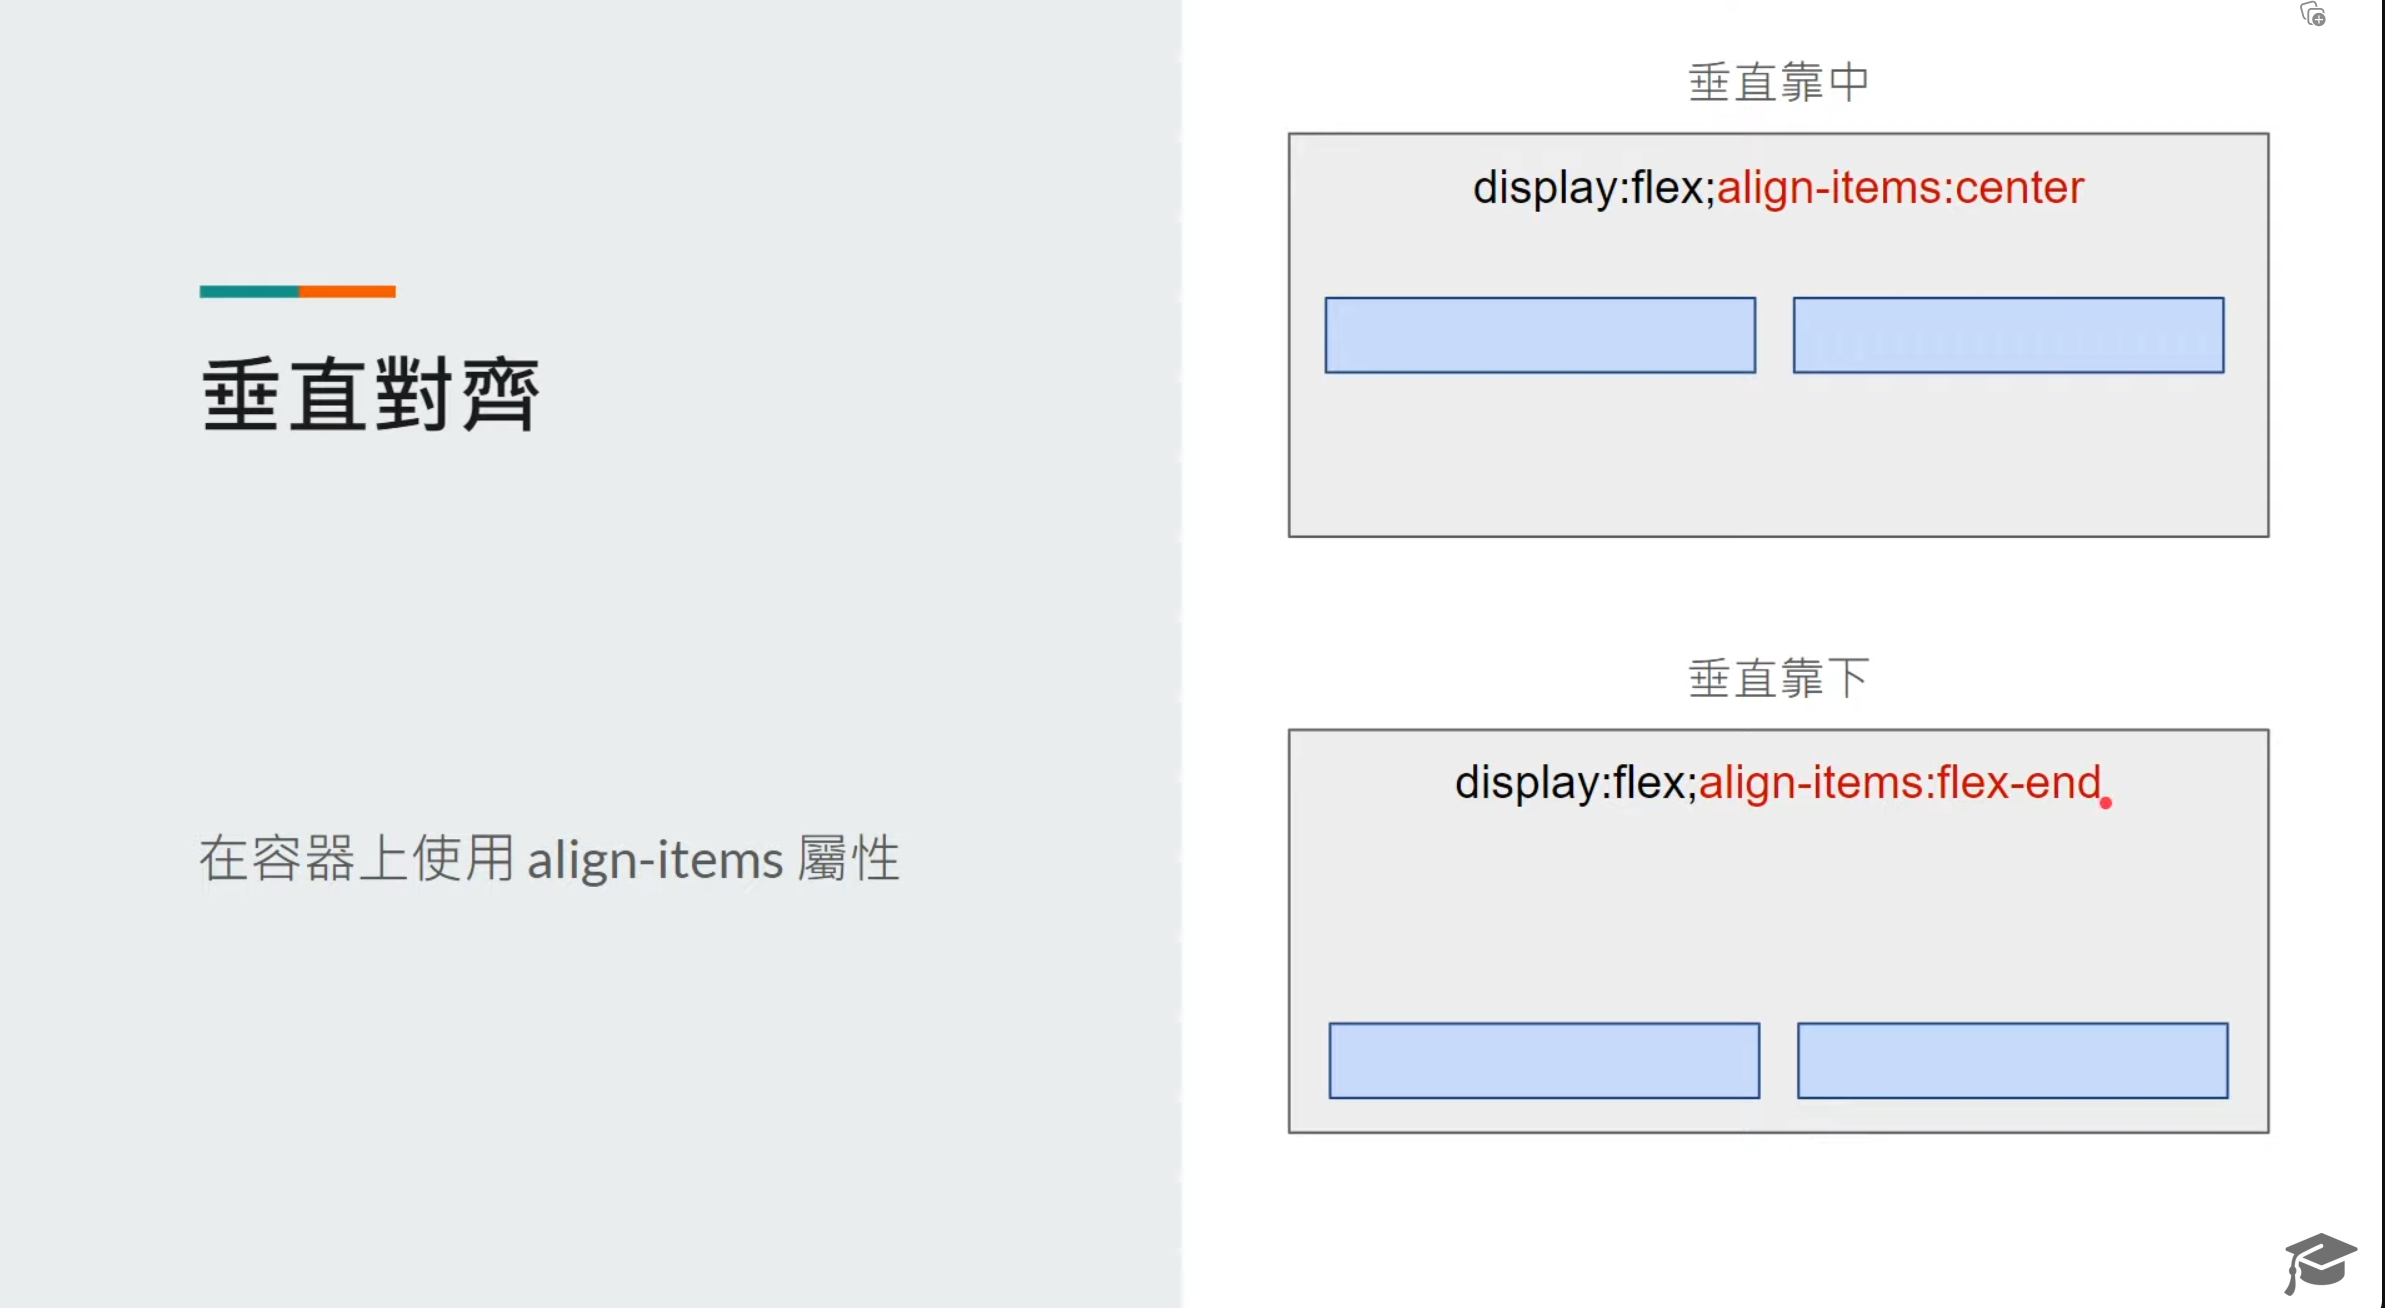 垂直對齊
在容器上使用 align-items 屬性
垂直靠中
display:flex;align-items:center
垂直靠下
display:flex;align-items:flex-end